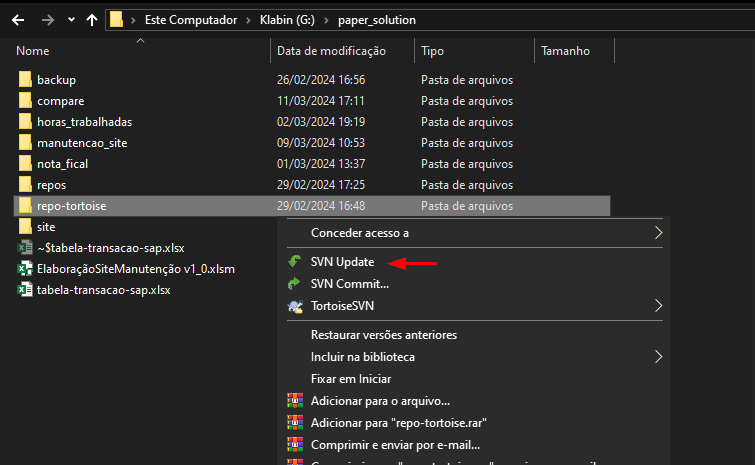 Este Computador > Klabin (G:) > paper_solution
Nome Data de modificação Tipo Tamanho
backup 26/02/2024 16:56 Pasta de arquivos
compare 11/03/2024 17:11 Pasta de arquivos
horas_trabalhadas 02/03/2024 19:19 Pasta de arquivos
manutencao_site 09/03/2024 10:53 Pasta de arquivos
nota_fical 01/03/2024 13:37 Pasta de arquivos
repos 29/02/2024 17:25 Pasta de arquivos
repo-tortoise 29/02/2024 16:48 Pasta de arquivos
site
~$tabela-transacao-sap.xlsx
ElaboraçãoSiteManutenção v1_0.xlsm
tabela-transacao-sap.xlsx
Conceder acesso a
SVN Update
SVN Commit...
TortoiseSVN
Restaurar versões anteriores
Incluir na biblioteca
Fixar em Iniciar
Adicionar para o arquivo...
Adicionar para "repo-tortoise.rar"
Comprimir e enviar por e-mail...